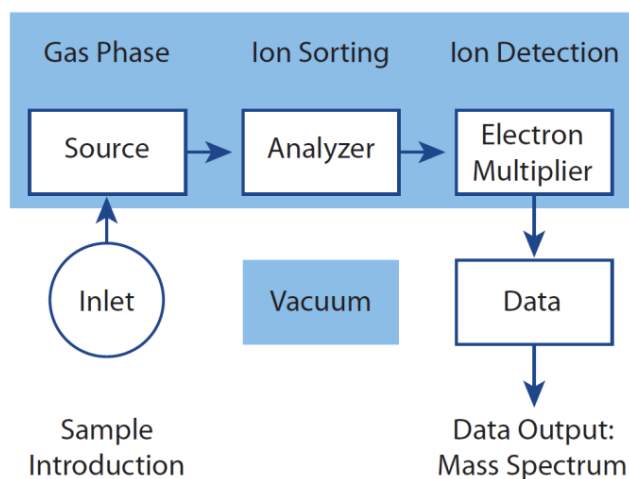 Gas Phase
Ion Sorting
Ion Detection
Source
Analyzer
Electron
Multiplier
Inlet
Vacuum
Data
Sample
Introduction
Data Output:
Mass Spectrum